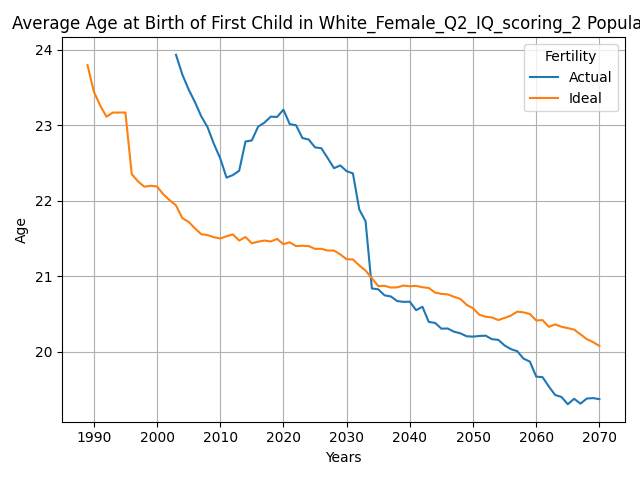 Average Age at Birth of First Child in White_Female_Q2_IQ_scoring_2 Popula
Fertility
Actual
Ideal
24
23
22
21
20
Age
1990 2000 2010 2020 2030 2040 2050 2060 2070
Years